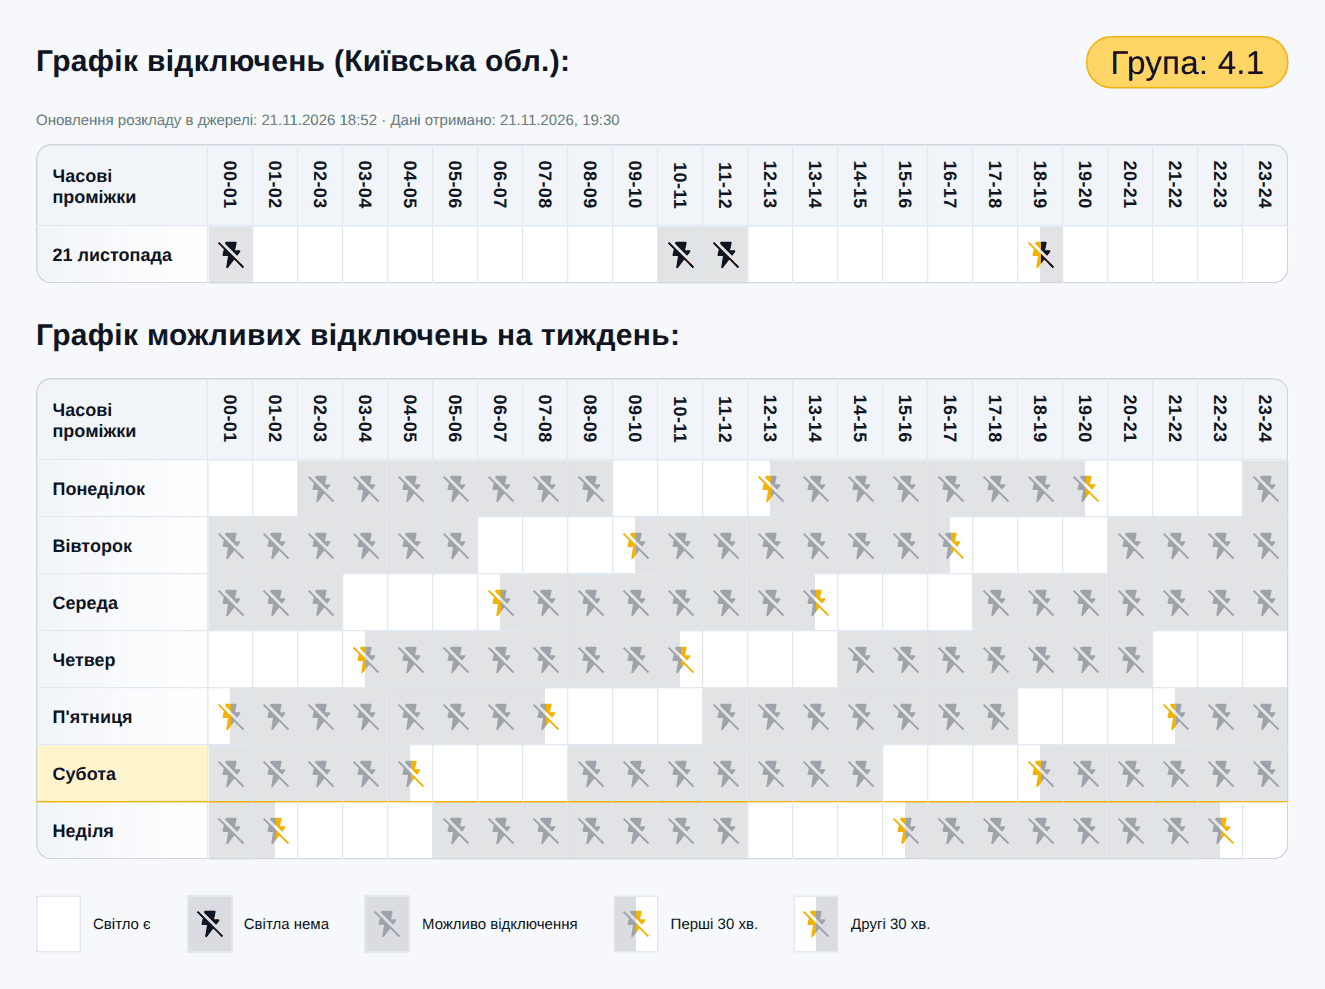 Графік відключень (Київська обл.):
Група: 4.1
Оновлення розкладу в джерелі: 21.11.2026 18:52 · Дані отримано: 21.11.2026, 19:30
Часові проміжки 00-01 01-02 02-03 03-04 04-05 05-06 06-07 07-08 08-09 09-10 10-11 11-12 12-13 13-14 14-15 15-16 16-17 17-18 18-19 19-20 20-21 21-22 22-23 23-24
21 листопада
Графік можливих відключень на тиждень:
Часові проміжки 00-01 01-02 02-03 03-04 04-05 05-06 06-07 07-08 08-09 09-10 10-11 11-12 12-13 13-14 14-15 15-16 16-17 17-18 18-19 19-20 20-21 21-22 22-23 23-24
Понеділок
Вівторок
Середа
Четвер
П'ятниця
Субота
Неділя
Світло є
Світла нема
Можливо відключення
Перші 30 хв.
Другі 30 хв.